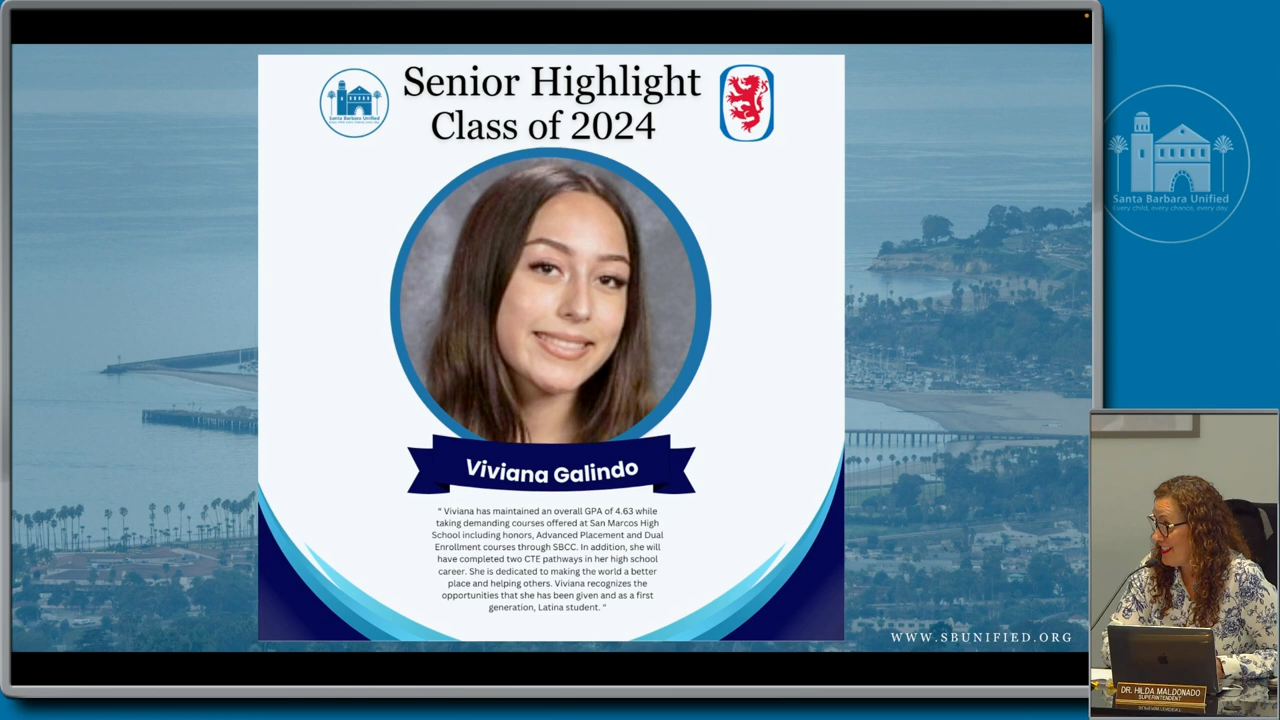 Senior Highlight
Class of 2024
Santa Barbara Unified
Viviana Galindo
" Viviana has maintained an overall GPA of 4.63 while
taking demanding courses offered at San Marcos High
School including honors, Advanced Placement and Dual
Enrollment courses through SBCC. In addition, she will
have completed two CTE pathways in her high school
career. She is dedicated to making the world a better
place and helping others. Viviana recognizes the
opportunities that she has been given and as a first
generation, Latina student. "
WWW.SBUNIFIED.ORG
Santa Barbara Unified
Every child, every chance, every day.
DR. HILDA MALDONADO
SUPERINTENDENT